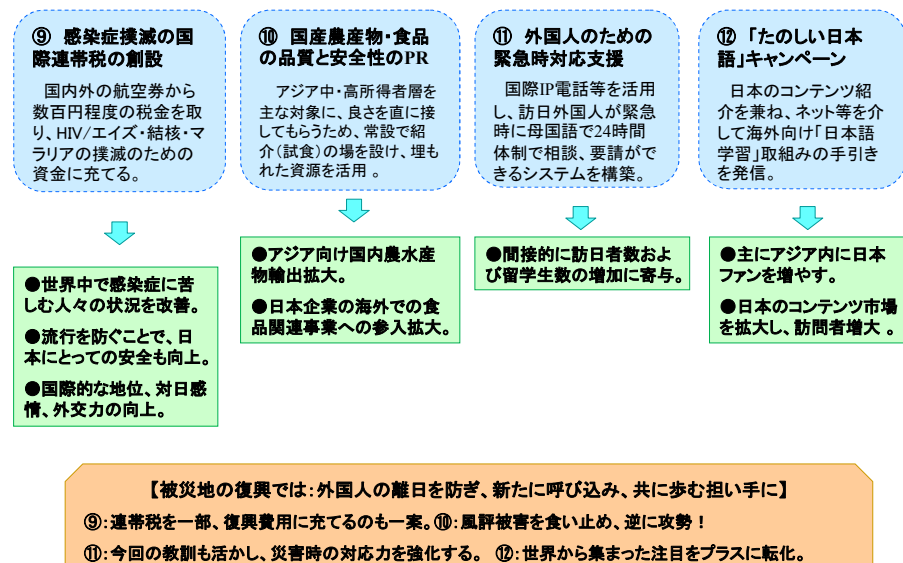 ⑨ 感染症撲滅の国
際連帯税の創設
国内外の航空券から
数百円程度の税金を取
り、HIV/エイズ・結核・マ
ラリアの撲滅のための
資金に充てる。
⑩ 国産農産物・食品
の品質と安全性のPR
アジア中・高所得者層を
主な対象に、良さを直に接
してもらうため、常設で紹
介(試食)の場を設け、埋も
れた資源を活用 。
⑪ 外国人のための
緊急時対応支援
国際IP電話等を活用
し、訪日外国人が緊急
時に母国語で24時間
体制で相談、要請がで
きるシステムを構築。
⑫ 「たのしい日本
語」キャンペーン
日本のコンテンツ紹
介を兼ね、ネット等を介
して海外向け「日本語
学習」取組みの手引き
を発信。
●世界中で感染症に苦
しむ人々の状況を改善。
●流行を防ぐことで、日
本にとっての安全も向上。
●国際的な地位、対日感
情、外交力の向上。
●アジア向け国内農水産
物輸出拡大。
●日本企業の海外での食
品関連事業への参入拡大。
●間接的に訪日者数およ
び留学生数の増加に寄与。
●主にアジア内に日本
ファンを増やす。
●日本のコンテンツ市場
を拡大し、訪問者増大 。
【被災地の復興では:外国人の離日を防ぎ、新たに呼び込み、共に歩む担い手に】
⑨:連帯税を一部、復興費用に充てるのも一案。⑩:風評被害を食い止め、逆に攻勢!
⑪:今回の教訓も活かし、災害時の対応力を強化する。 ⑫:世界から集まった注目をプラスに転化。